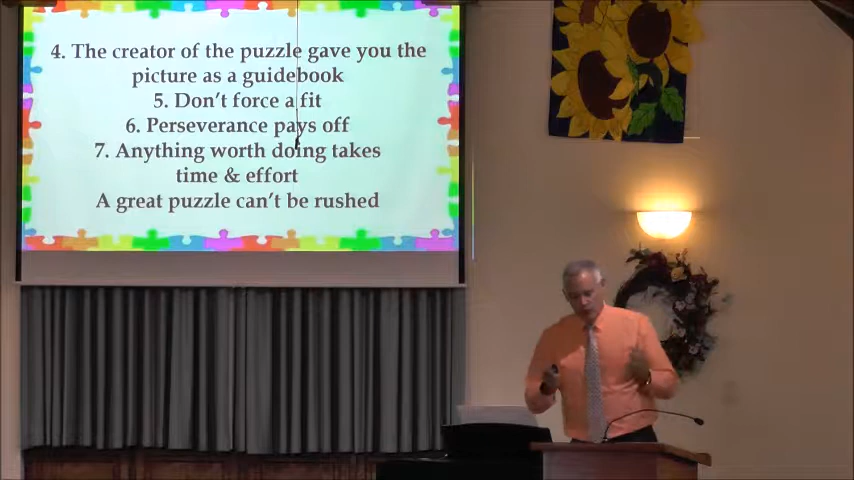 4. The creator of the puzzle gave you the
picture as a guidebook
5. Don't force a fit
6. Perseverance pays off
7. Anything worth doing takes
time & effort
A great puzzle can't be rushed